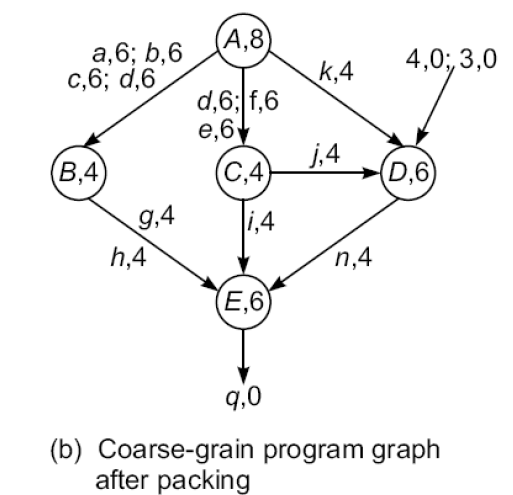 A,8
a,6; b,6
c,6; d,6
k,4
4,0; 3,0
d,6; f,6
e,6
B,4
C,4
j,4
D,6
g,4
h,4
i,4
n,4
E,6
q,0
(b) Coarse-grain program graph
after packing